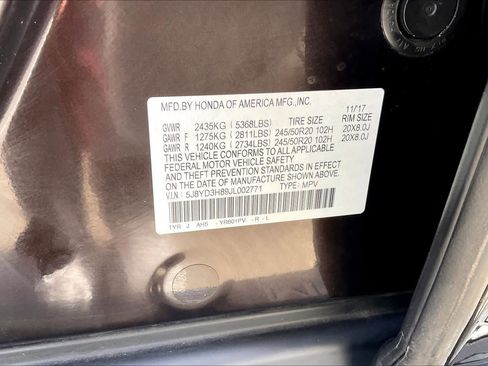 MFD.BY HONDA OF AMERICA MFG.,INC. 11/17
GVWR 2435KG (5368LBS) TIRE SIZE RIM SIZE
GAWR F 1275KG (2811LBS) 245/50R20 102H 20X8.0J
GAWR R 1240KG (2734LBS) 245/50R20 102H 20X8.0J
THIS VEHICLE CONFORMS TO ALL APPLICABLE
FEDERAL MOTOR VEHICLE SAFETY, BUMPER,
AND THEFT PREVENTION STANDARDS IN EFFECT ON
THE DATE OF MANUFACTURE SHOWN ABOVE.
V.I.N: 5J8YD3H89JL002771 TYPE: MPV
TYR J AH5 -YR601PV -R -L